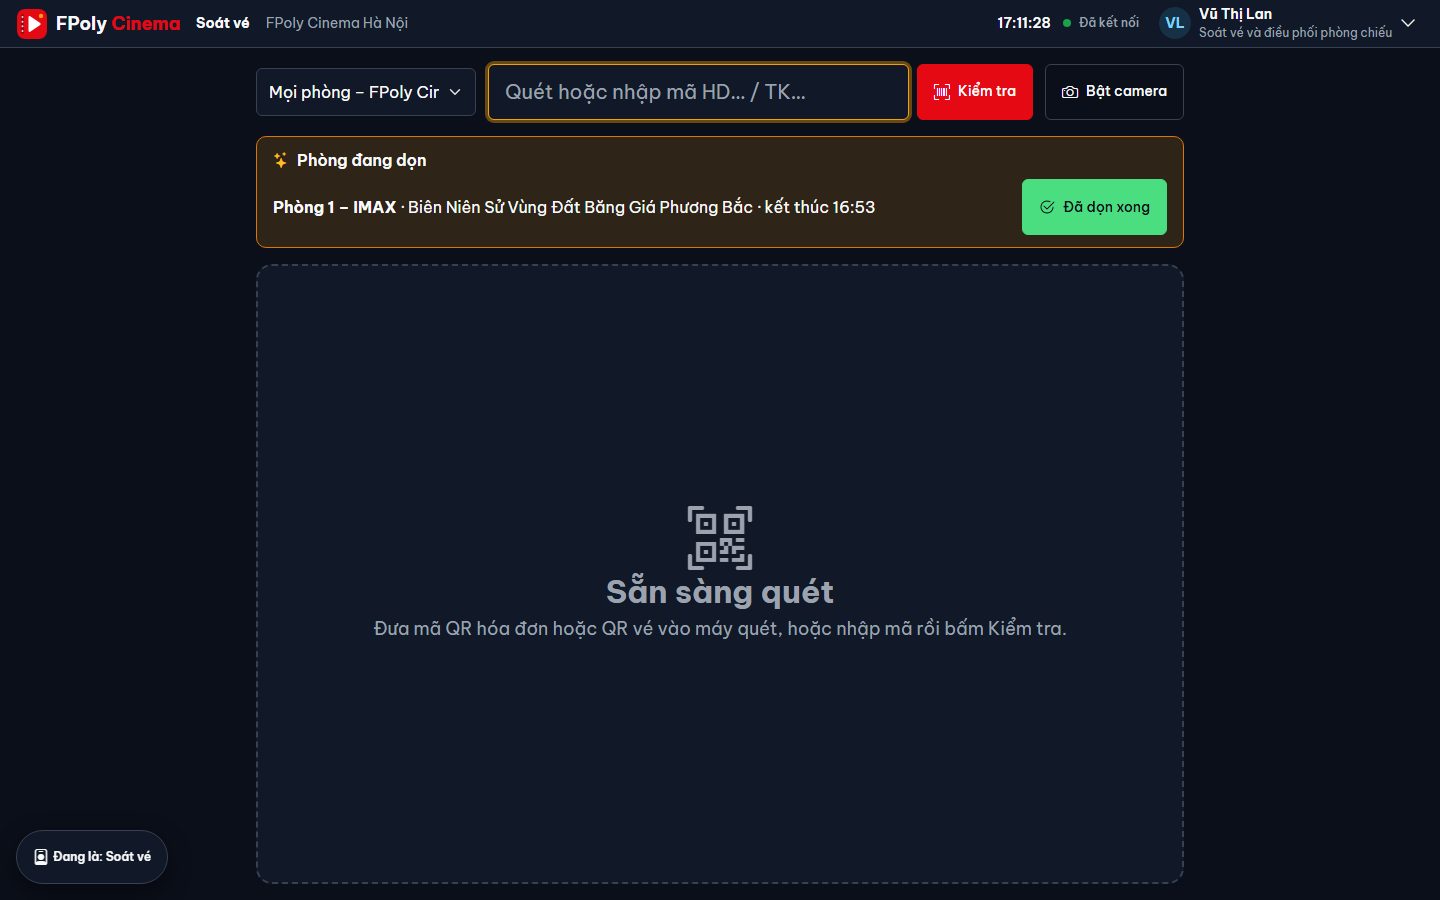 FPoly Cinema Soát vé FPoly Cinema Hà Nội 17:11:28 Đã kết nối VL Vũ Thị Lan
Soát vé và điều phối phòng chiếu
Mọi phòng – FPoly Cir Quét hoặc nhập mã HD... / TK... Kiểm tra Bật camera
Phòng đang dọn
Phòng 1 – IMAX · Biên Niên Sử Vùng Đất Băng Giá Phương Bắc · kết thúc 16:53 Đã dọn xong
Sẵn sàng quét
Đưa mã QR hóa đơn hoặc QR vé vào máy quét, hoặc nhập mã rồi bấm Kiểm tra.
Đang là: Soát vé